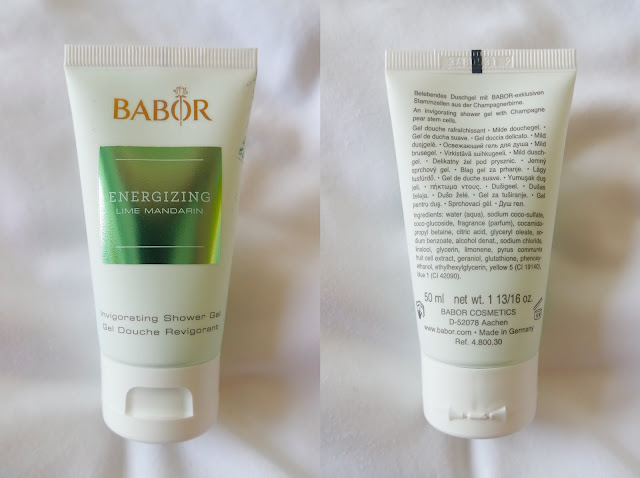 BABOR
ENERGIZING
LIME MANDARIN
Invigorating Shower Gel
Gel Douche Revigorant
Belebendes Duschgel mit BABOR-exklusiven
Stammzellen aus der Champagnerbirne.
An invigorating shower gel with Champagne
pear stem cells.
Gel douche rafraîchissant • Milde douchegel. •
Gel de ducha suave. • Gel doccia delicato. • Mild
dusjgelé. • Освежающий гель для душа • Mild
brusegel. • Virkistävä suihkugeeli. • Mild dusch-
gel. • Delikatny żel pod prysznic. • Jemný
sprchový gel. • Blag gel za prhanje. • Lágy
tusfürdő. • Gel de douche suave. • Yumuşak duş
jeli. • πήκτωμα ντους. • Dušigeel. • Dušas
želeja. • Dušo želė. • Gel za tuširanje. • Gel
pentru duş. • Sprchovací gél. • Душ гел.
Ingredients: water (aqua), sodium coco-sulfate,
coco-glucoside, fragrance (parfum), cocamido-
propyl betaine, citric acid, glyceryl oleate, so-
dium benzoate, alcohol denat., sodium chloride,
linalool, glycerin, limonene, pyrus communis
fruit cell extract, geraniol, glutathione, phenoxy-
ethanol, ethylhexylglycerin, yellow 5 (CI 19140),
blue 1 (CI 42090).
50 ml net wt. 1 13/16 oz.
BABOR COSMETICS
D-52078 Aachen
www.babor.com • Made in Germany
Ref. 4.800.30